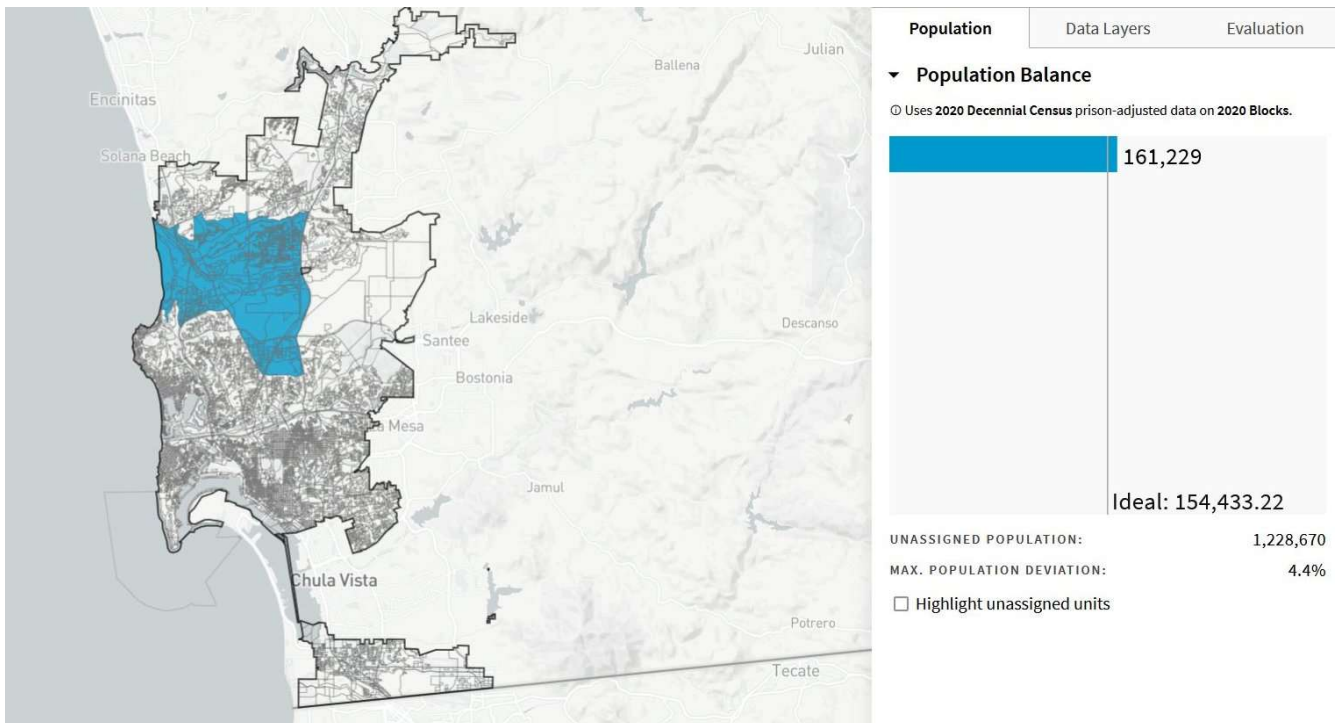 Julian
Ballena
Encinitas
Solana Beach
Lakeside
Descanso
Santee
Bostonia
Mesa
Jamul
Chula Vista
Potrero
Tecate
Population
Data Layers
Evaluation
Population Balance
Uses 2020 Decennial Census prison-adjusted data on 2020 Blocks.
161,229
Ideal: 154,433.22
UNASSIGNED POPULATION: 1,228,670
MAX. POPULATION DEVIATION: 4.4%
Highlight unassigned units